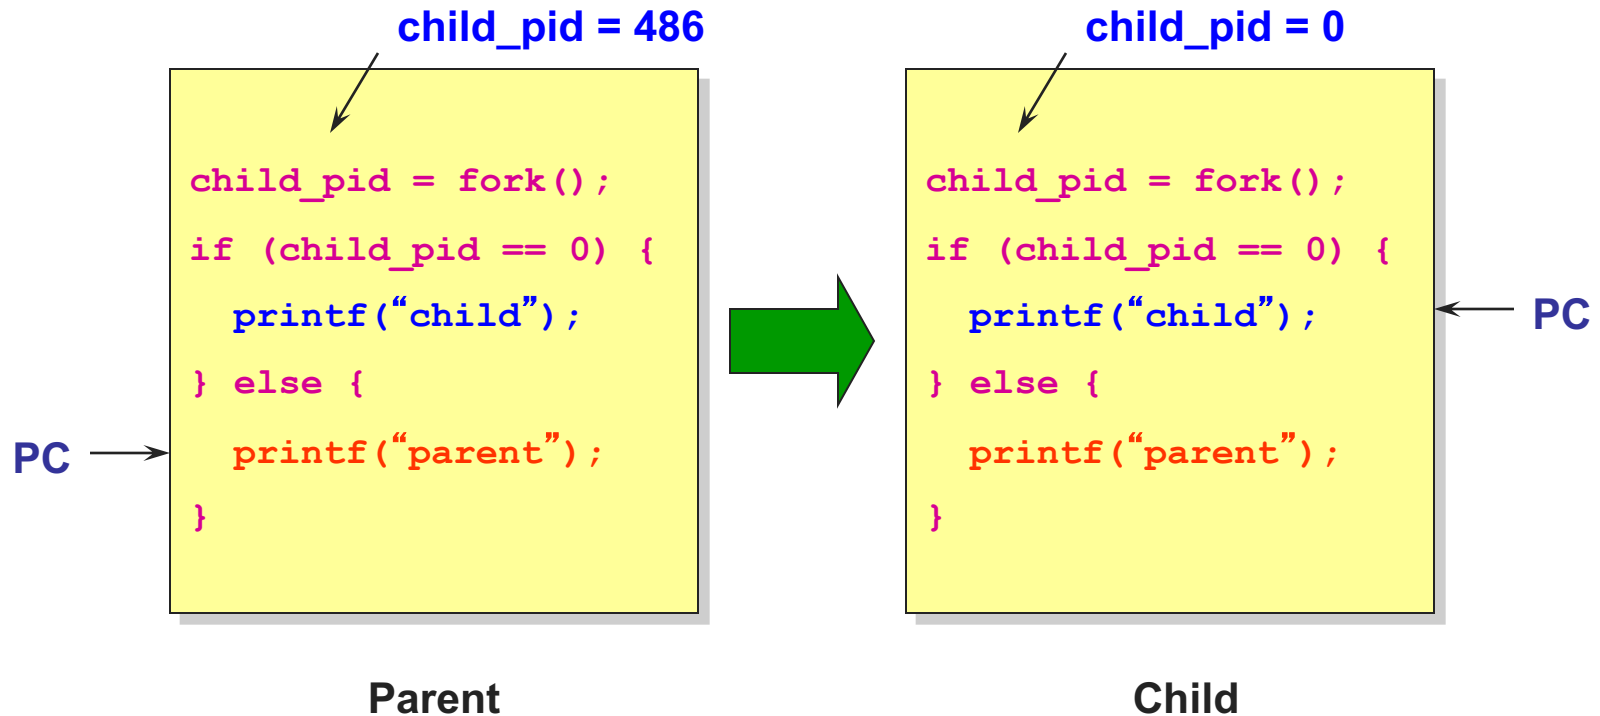 child_pid = 486
child_pid = fork();
if (child_pid == 0) {
printf(“child”);
} else {
PC
printf(“parent”);
}
Parent
child_pid = 0
child_pid = fork();
if (child_pid == 0) {
printf(“child”);
PC
} else {
printf(“parent”);
}
Child